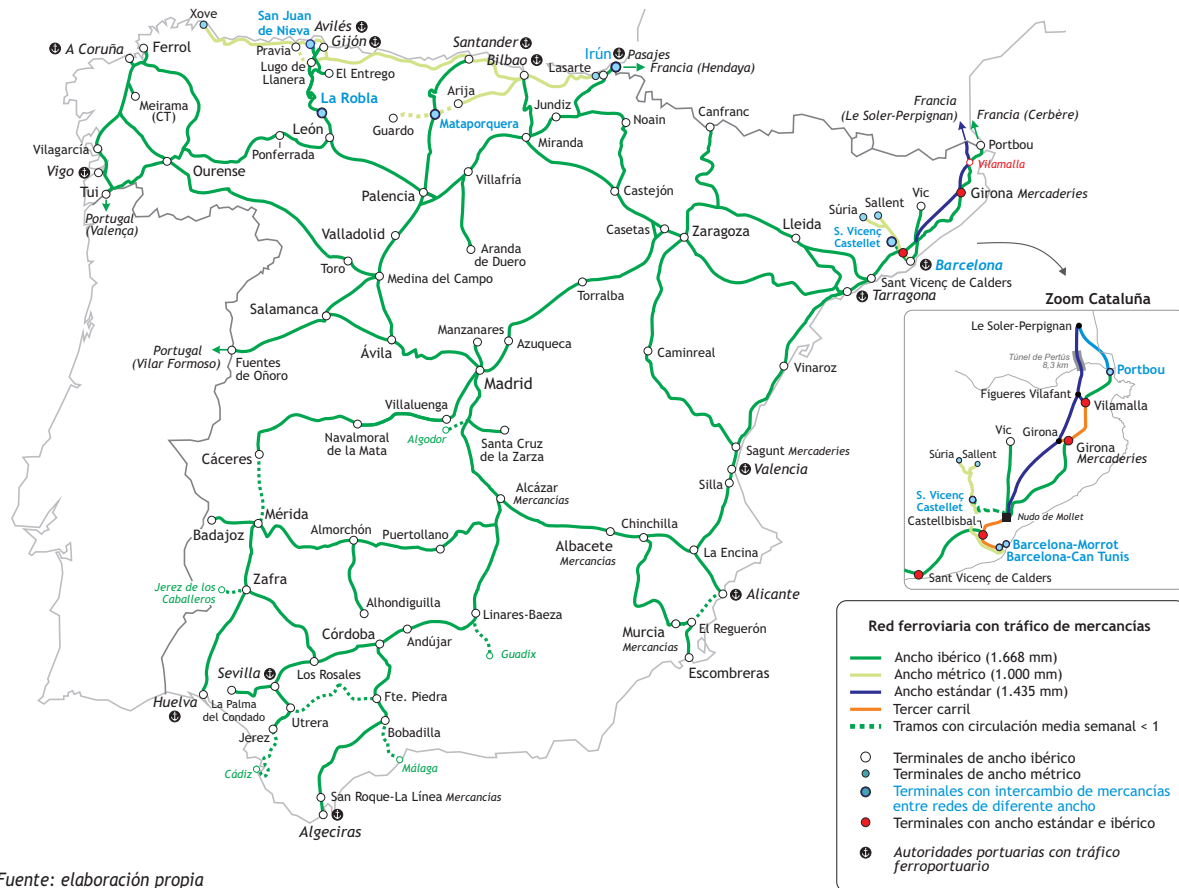 Xove
San Juan
de Nieva
Avilés
Gijón
Pravia
Lugo de
Llanera
El Entrego
La Robla
A Coruña
Ferrol
Meirama
(CT)
Vilagarcía
Vigo
Tui
Portugal
(Valença)
Ourense
Ponferrada
León
Santander
Bilbao
Arija
Guardo
Mataporquera
Lasarte
Irún
Pasajes
Francia (Hendaya)
Jundiz
Miranda
Noain
Canfranc
Castejón
Villafría
Palencia
Valladolid
Aranda
de Duero
Toro
Medina del Campo
Salamanca
Ávila
Portugal
(Vilar Formoso)
Fuentes
de Oñoro
Casetas
Zaragoza
Lleida
Torralba
Caminreal
Manzanares
Azuqueca
Madrid
Francia
(Le Soler-Perpignan)
Francia (Cerbère)
Portbou
Vilamalla
Girona Mercaderies
Vic
Súria
Sallent
S. Vicenç
Castellet
Barcelona
Sant Vicenç de Calders
Tarragona
Vinaroz
Sagunt Mercaderies
Valencia
Silla
Villaluenga
Algodor
Navalmoral
de la Mata
Santa Cruz
de la Zarza
Cáceres
Alcázar
Mercancías
Mérida
Badajoz
Almorchón
Puertollano
Chinchilla
Albacete
Mercancías
La Encina
Alicante
Jerez de los
Caballeros
Zafra
Alhondiguilla
Linares-Baeza
Murcia
Mercancías
El Reguerón
Escombreras
Córdoba
Andújar
Guadix
Sevilla
Los Rosales
Huelva
La Palma
del Condado
Utrera
Fte. Piedra
Jerez
Bobadilla
Cádiz
Málaga
San Roque-La Línea Mercancías
Algeciras
Zoom Cataluña
Le Soler-Perpignan
Túnel de Pertús
8,3 km
Portbou
Figueres Vilafant
Vilamalla
Vic
Girona
Girona
Mercaderies
Súria
Sallent
S. Vicenç
Castellet
Nudo de Mollet
Castellbisbal
Barcelona-Morrot
Barcelona-Can Tunis
Sant Vicenç de Calders
Red ferroviaria con tráfico de mercancías
Ancho ibérico (1.668 mm)
Ancho métrico (1.000 mm)
Ancho estándar (1.435 mm)
Tercer carril
Tramos con circulación media semanal < 1
Terminales de ancho ibérico
Terminales de ancho métrico
Terminales con intercambio de mercancías
entre redes de diferente ancho
Terminales con ancho estándar e ibérico
Autoridades portuarias con tráfico
ferroportuario
Fuente: elaboración propia